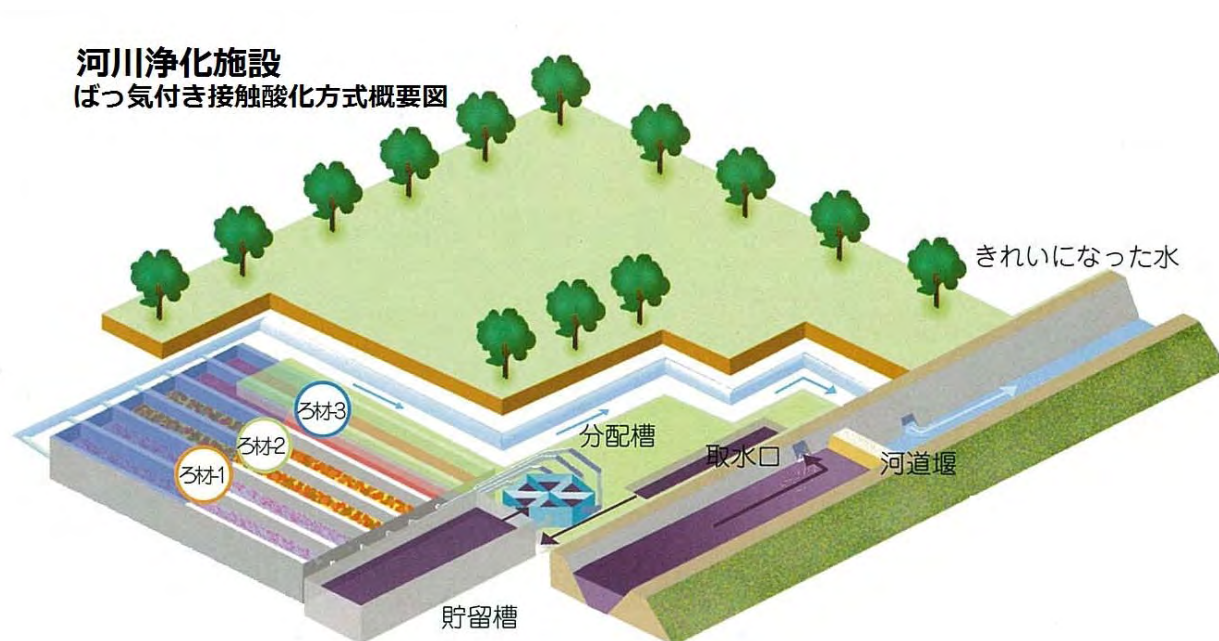 河川浄化施設
ばっ気付き接触酸化方式概要図
きれいになった水
ろ材-3
ろ材-2
ろ材-1
分配槽
取水口
河道堰
貯留槽